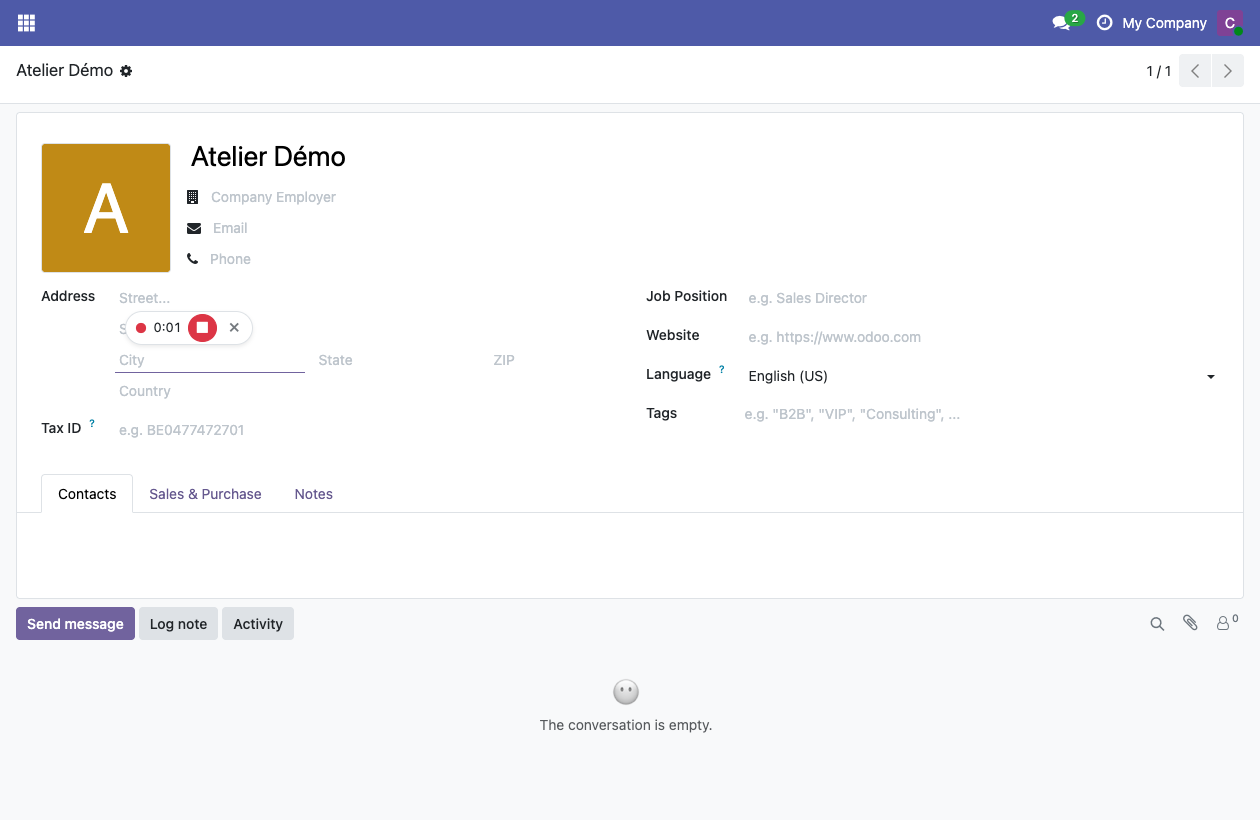 2
My Company
C
Atelier Démo
1 / 1
A
Atelier Démo
Company Employer
Email
Phone
Address
Street...
0:01
City
State
ZIP
Country
Tax ID ?
e.g. BE0477472701
Job Position
e.g. Sales Director
Website
e.g. https://www.odoo.com
Language ?
English (US)
Tags
e.g. "B2B", "VIP", "Consulting", ...
Contacts
Sales & Purchase
Notes
Send message
Log note
Activity
0
The conversation is empty.